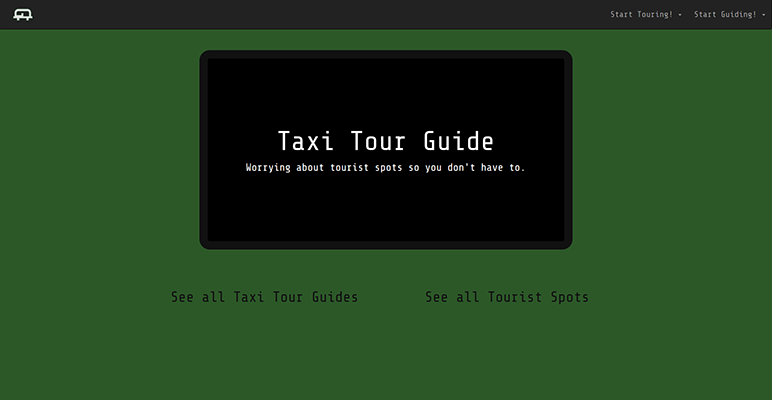 Start Touring!
Start Guiding!
Taxi Tour Guide
Worrying about tourist spots so you don't have to.
See all Taxi Tour Guides
See all Tourist Spots